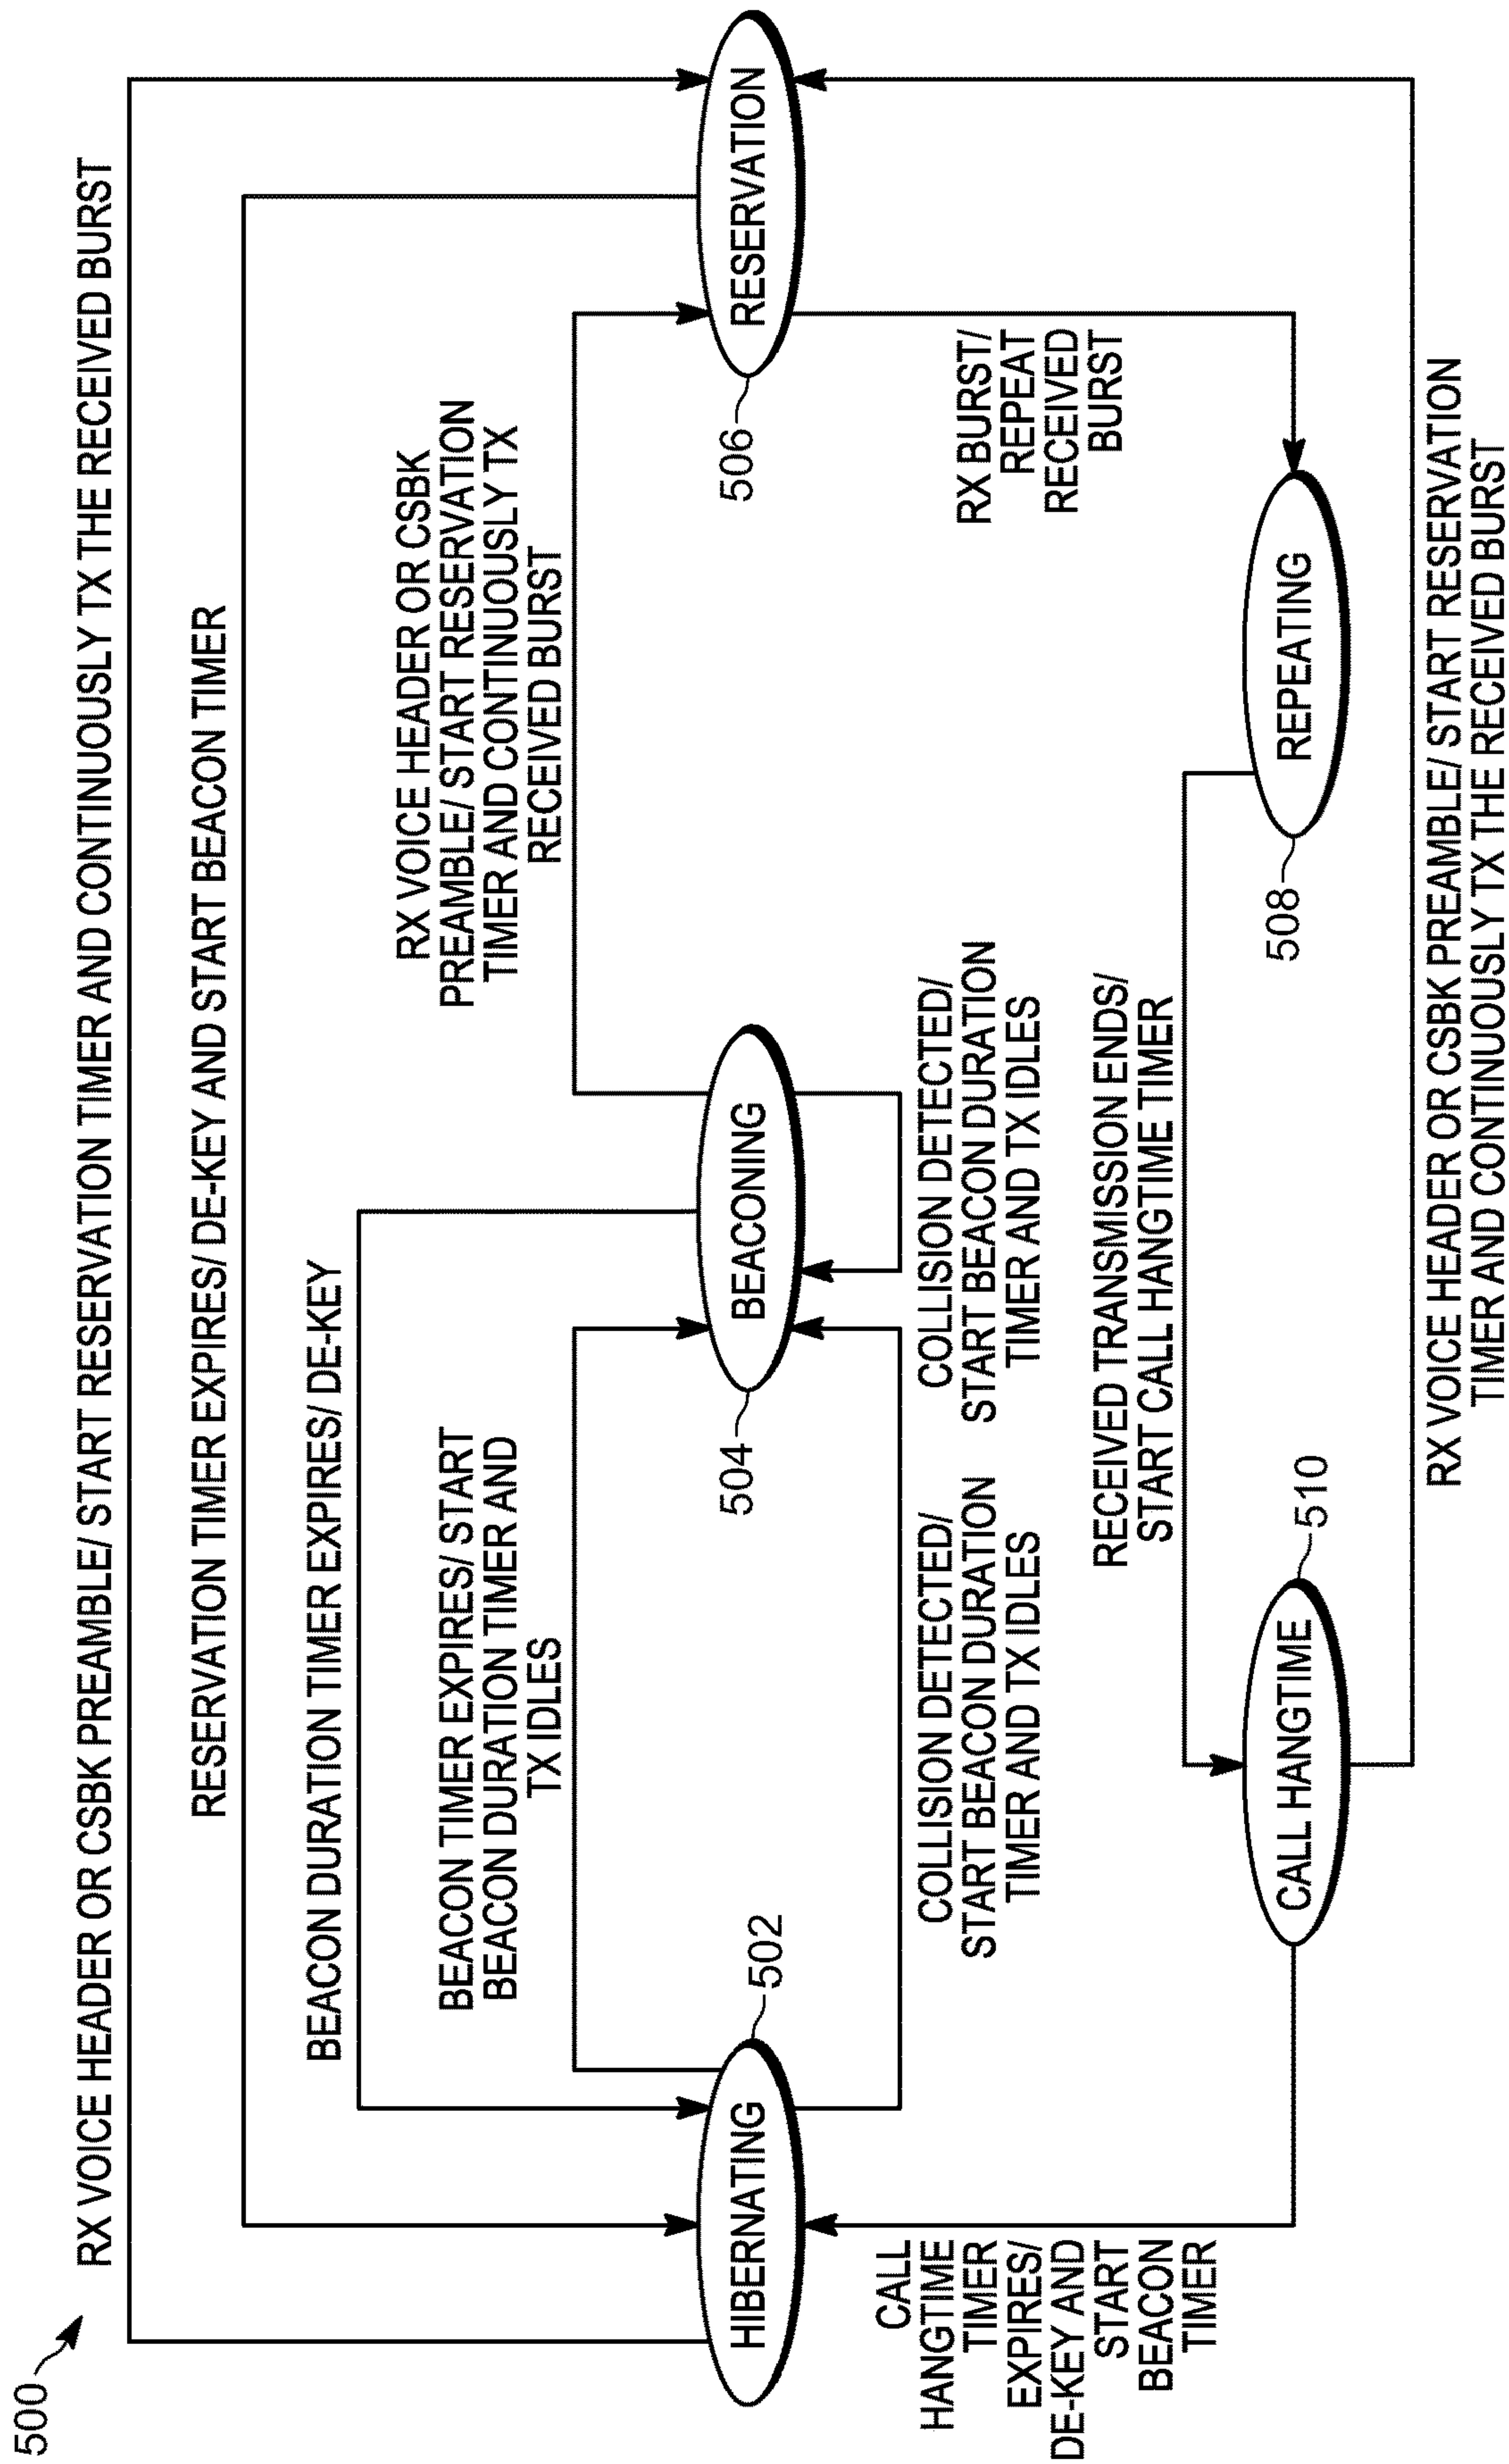 500
RX VOICE HEADER OR CSBK PREAMBLE/ START RESERVATION TIMER AND CONTINUOUSLY TX THE RECEIVED BURST
RESERVATION TIMER EXPIRES/ DE-KEY AND START BEACON TIMER
BEACON DURATION TIMER EXPIRES/ DE-KEY
BEACON TIMER EXPIRES/ START
BEACON DURATION TIMER AND
TX IDLES
RX VOICE HEADER OR CSBK
PREAMBLE/ START RESERVATION
TIMER AND CONTINUOUSLY TX
RECEIVED BURST
HIBERNATING
502
BEACONING
504
RESERVATION
506
CALL
HANGTIME
TIMER
EXPIRES/
DE-KEY AND
START
BEACON
TIMER
COLLISION DETECTED/
START BEACON DURATION
TIMER AND TX IDLES
COLLISION DETECTED/
START BEACON DURATION
TIMER AND TX IDLES
RX BURST/
REPEAT
RECEIVED
BURST
RECEIVED TRANSMISSION ENDS/
START CALL HANGTIME TIMER
CALL HANGTIME
510
REPEATING
508
RX VOICE HEADER OR CSBK PREAMBLE/ START RESERVATION
TIMER AND CONTINUOUSLY TX THE RECEIVED BURST